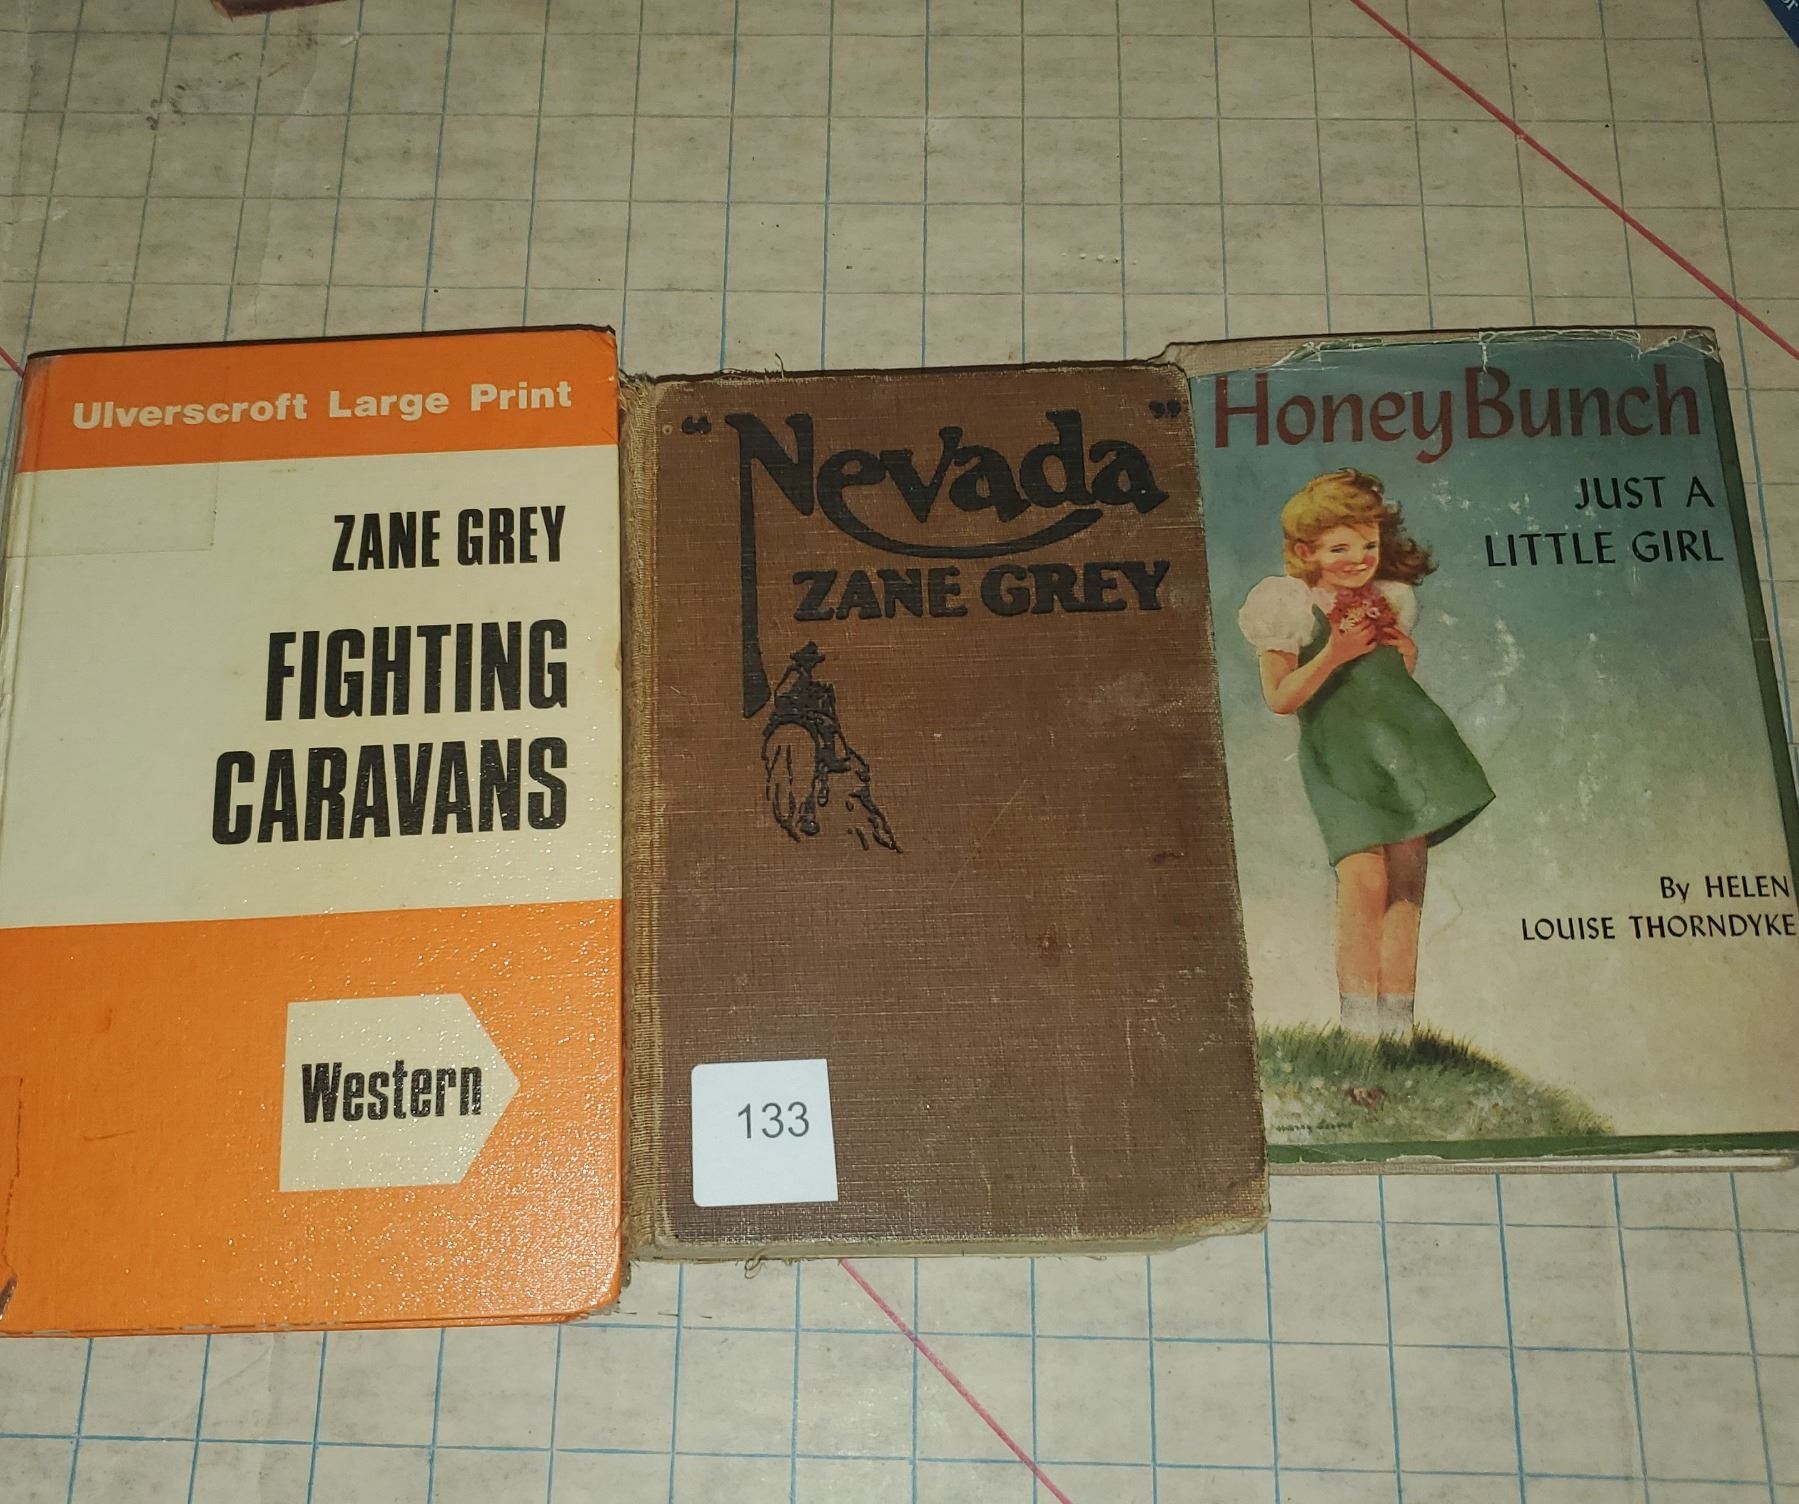 Ulverscroft Large Print
ZANE GREY
FIGHTING
CARAVANS
Western
"Nevada"
ZANE GREY
133
HoneyBunch
JUST A
LITTLE GIRL
By HELEN
LOUISE THORNDYKE